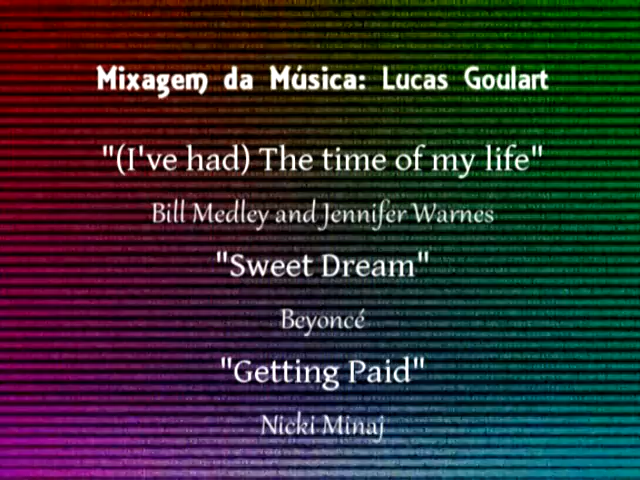 Mixagem da Música: Lucas Goulart
"(I've had) The time of my life"
Bill Medley and Jennifer Warnes
"Sweet Dream"
Beyoncé
"Getting Paid"
Nicki Minaj